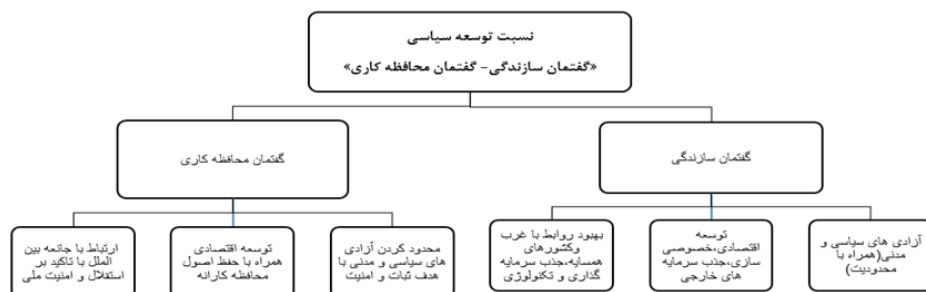 نسبت توسعه سیاسی
«گفتمان سازندگی- گفتمان محافظه کاری»
گفتمان سازندگی
گفتمان محافظه کاری
آزادی های سیاسی و
مدنی(همراه با
محدودیت)
توسعه
اقتصادی،خصوصی
سازی،جذب سرمایه
های خارجی
بهبود روابط با غرب
وکشورهای
همسایه،جذب سرمایه
گذاری و تکنولوژی
محدود کردن آزادی
های سیاسی و مدنی با
هدف ثبات و امنیت
توسعه اقتصادی
همراه با حفظ اصول
محافظه کارانه
ارتباط با جامعه بین
الملل با تاکید بر
استقلال و امنیت ملی